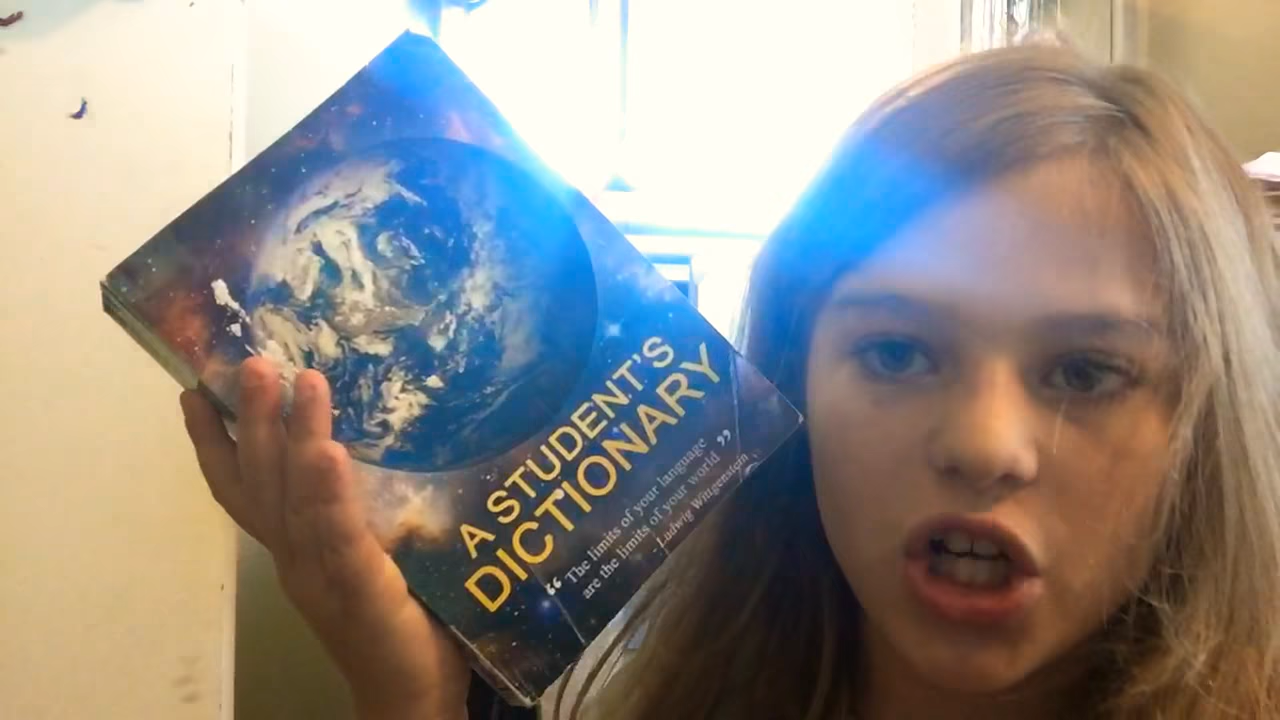 A STUDENT'S
DICTIONARY
“ The limits of your language
are the limits of your world ”
- Ludwig Wittgenstein